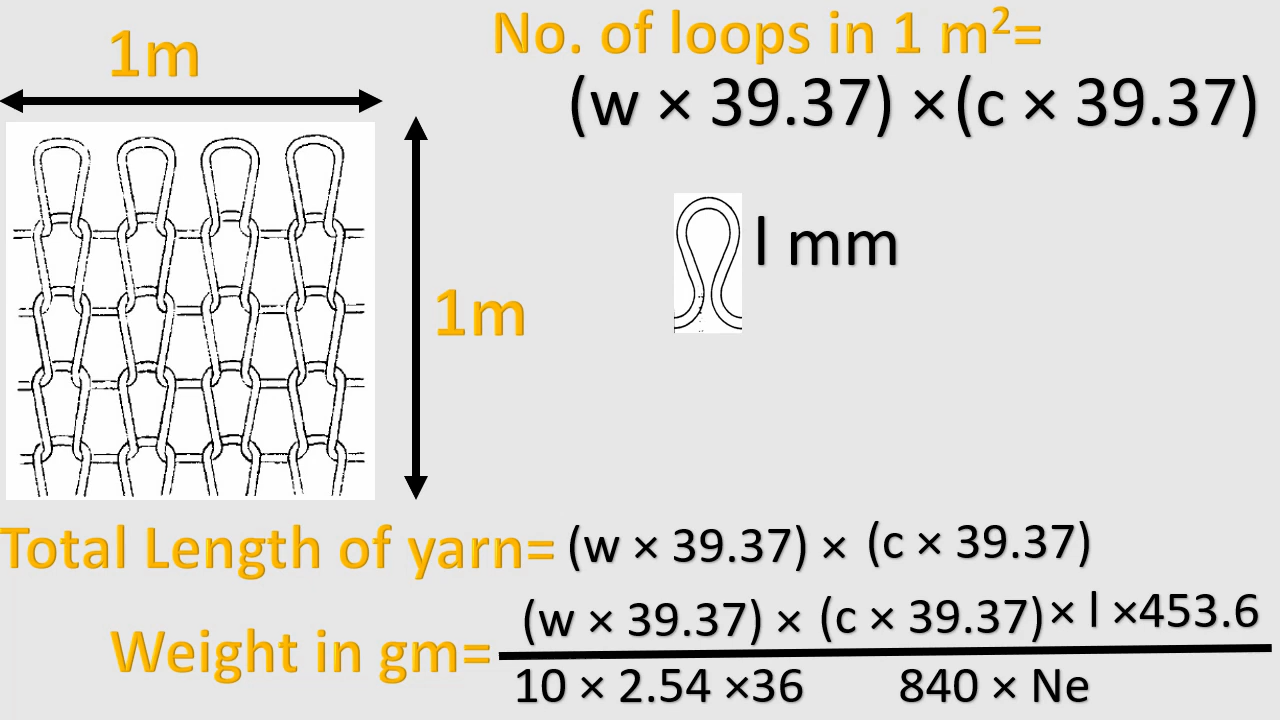 1m
No. of loops in 1 m²=
(w × 39.37) ×(c × 39.37)
l mm
1m
Total Length of yarn= (w × 39.37) × (c × 39.37)
Weight in gm= (w × 39.37) × (c × 39.37)× l ×453.6
10 × 2.54 ×36 840 × Ne